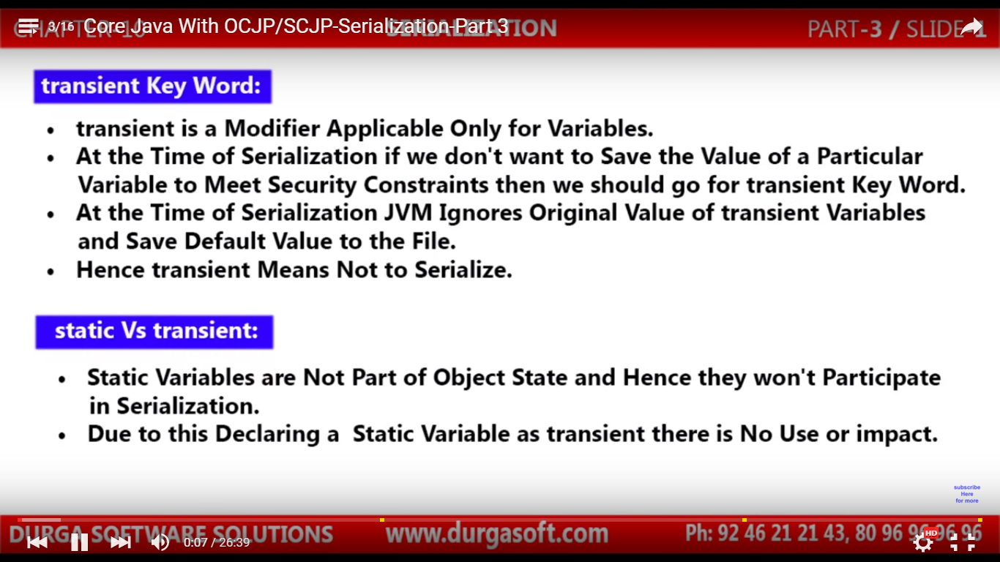 CHAPTER-10 SERIALIZATION PART-3 / SLIDE-1
3/16 Core Java With OCJP/SCJP-Serialization-Part 3
transient Key Word:
• transient is a Modifier Applicable Only for Variables.
• At the Time of Serialization if we don't want to Save the Value of a Particular
Variable to Meet Security Constraints then we should go for transient Key Word.
• At the Time of Serialization JVM Ignores Original Value of transient Variables
and Save Default Value to the File.
• Hence transient Means Not to Serialize.
static Vs transient:
• Static Variables are Not Part of Object State and Hence they won't Participate
in Serialization.
• Due to this Declaring a Static Variable as transient there is No Use or impact.
subscribe
Here
for more
DURGA SOFTWARE SOLUTIONS www.durgasoft.com Ph: 92 46 21 21 43, 80 96 96 96 96
0:07 / 26:39 HD